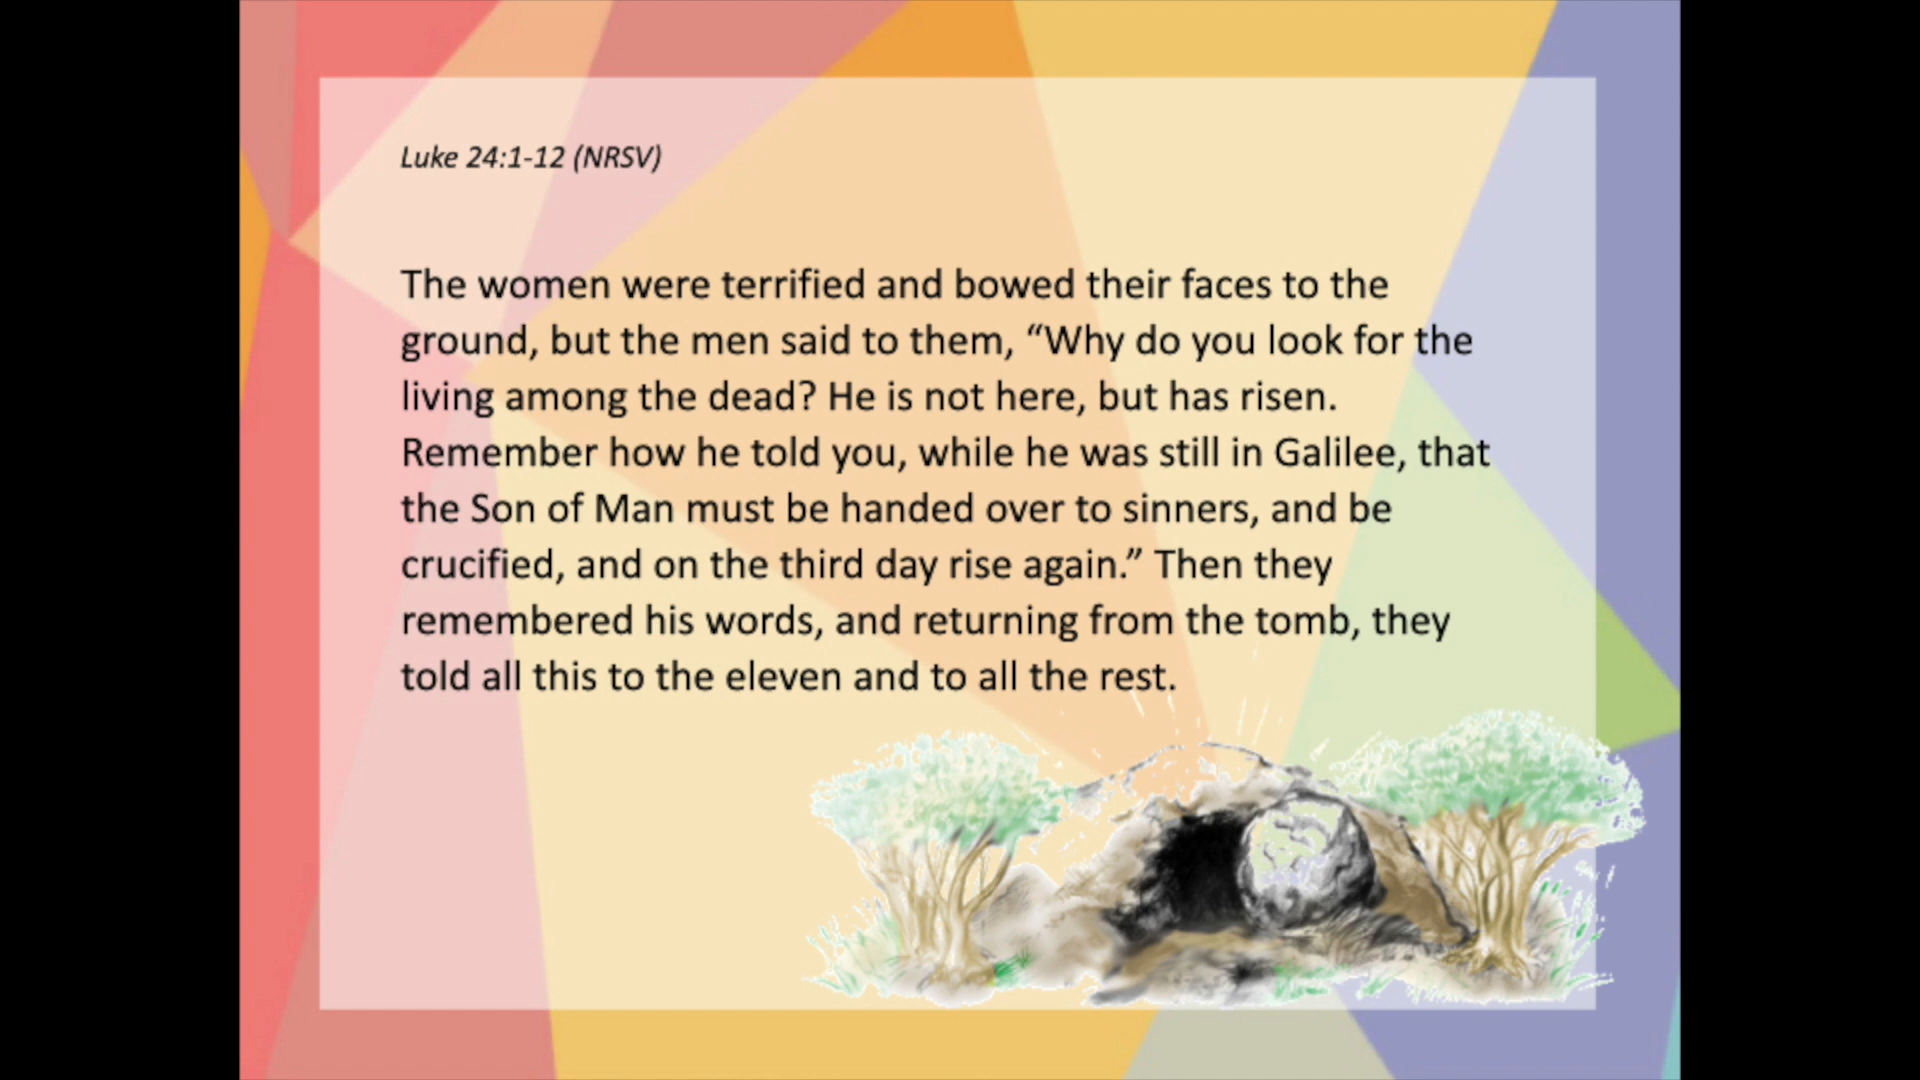 Luke 24:1-12 (NRSV)
The women were terrified and bowed their faces to the
ground, but the men said to them, “Why do you look for the
living among the dead? He is not here, but has risen.
Remember how he told you, while he was still in Galilee, that
the Son of Man must be handed over to sinners, and be
crucified, and on the third day rise again.” Then they
remembered his words, and returning from the tomb, they
told all this to the eleven and to all the rest.